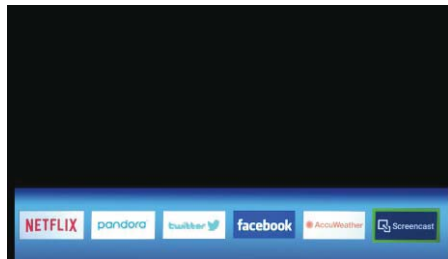 NETFLIX
pandora
twitter
facebook
AccuWeather
Screencast